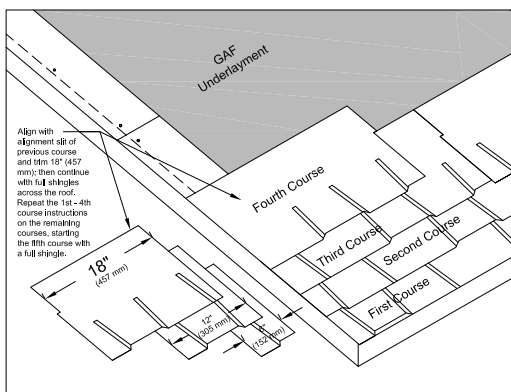 GAF
Underlayment
Align with
alignment slit of
previous course
and trim 18" (457
mm); then continue
with full shingles
across the roof.
Repeat the 1st - 4th
course instructions
on the remaining
courses, starting
the fifth course with
a full shingle.
Fourth Course
Third Course
Second Course
First Course
18"
(457 mm)
12"
(305 mm)
6"
(152 mm)